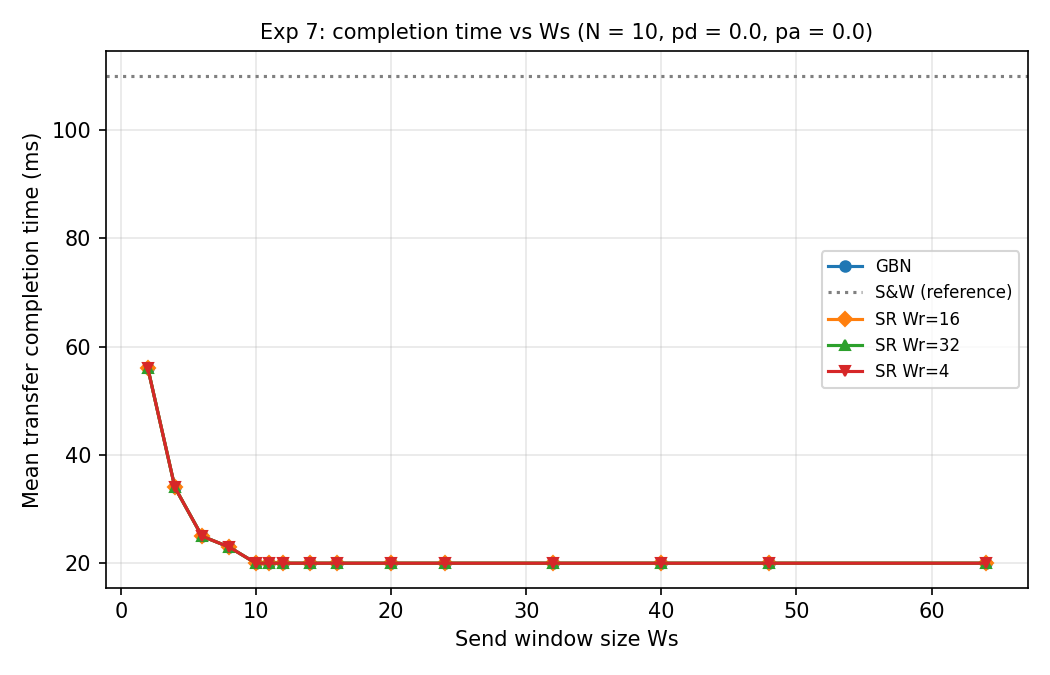 Exp 7: completion time vs Ws (N = 10, pd = 0.0, pa = 0.0)
Mean transfer completion time (ms)
100
80
60
40
20
GBN
S&W (reference)
SR Wr=16
SR Wr=32
SR Wr=4
0 10 20 30 40 50 60
Send window size Ws